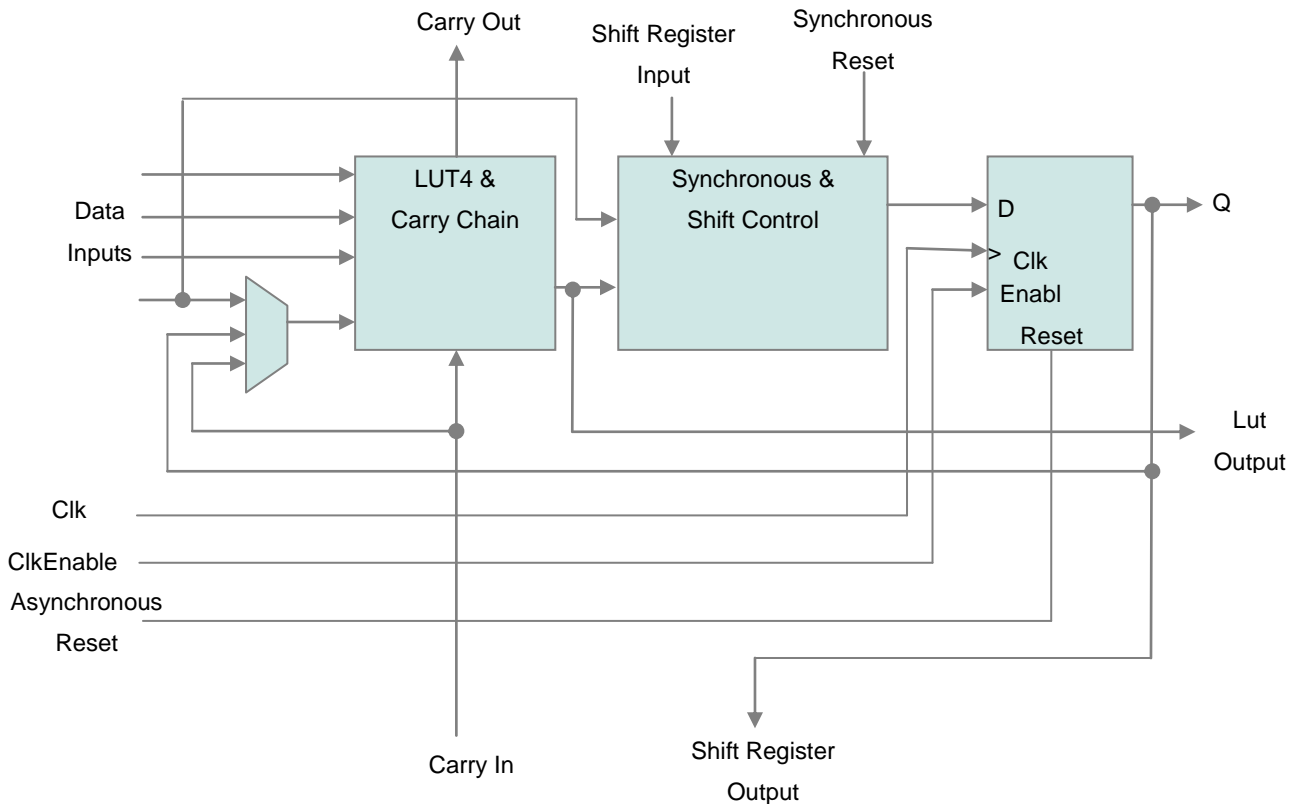 Carry Out
Shift Register
Input
Synchronous
Reset
LUT4 &
Carry Chain
Synchronous &
Shift Control
Data
Inputs
D
> Clk
Enabl
Reset
Q
Lut
Output
Clk
ClkEnable
Asynchronous
Reset
Carry In
Shift Register
Output